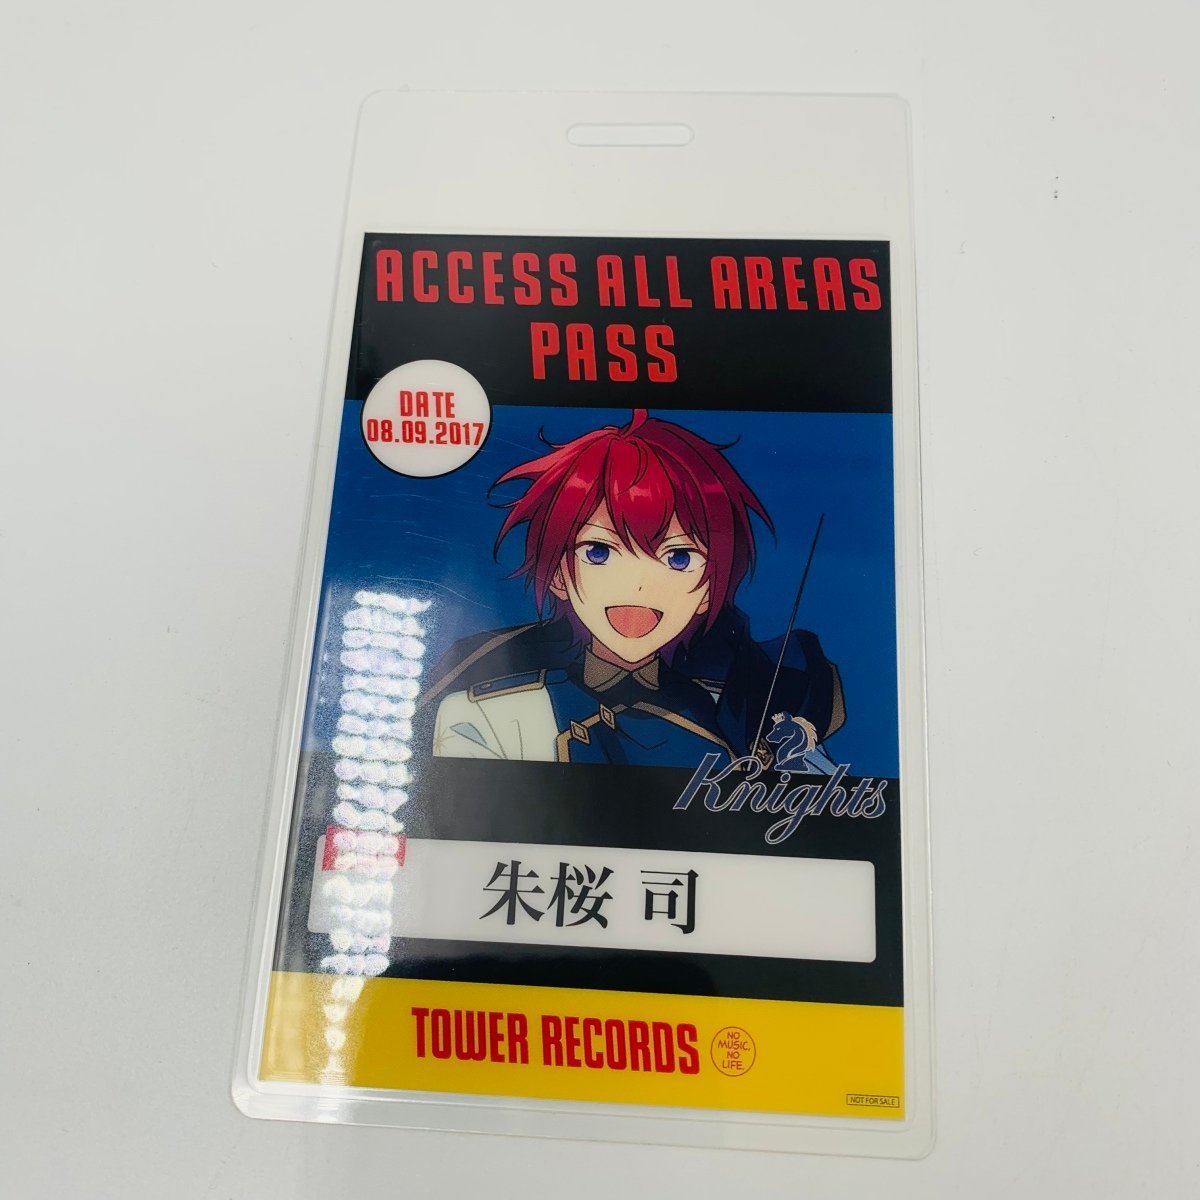 ACCESS ALL AREAS
PASS
DATE
08.09.2017
Knights
朱桜 司
TOWER RECORDS
NO
MUSIC,
NO
LIFE.
NOT FOR SALE